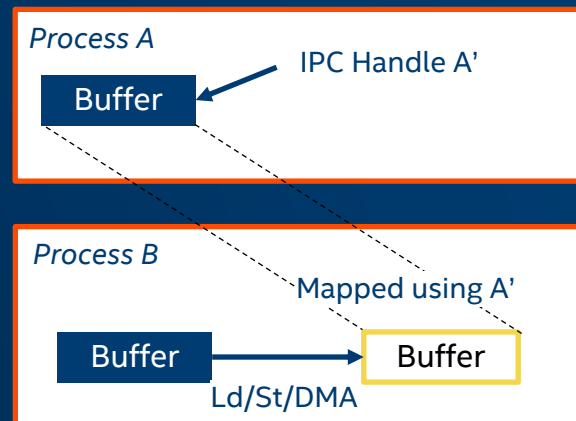 Process A
IPC Handle A’
Buffer
Process B
Mapped using A’
Buffer
Buffer
Ld/St/DMA